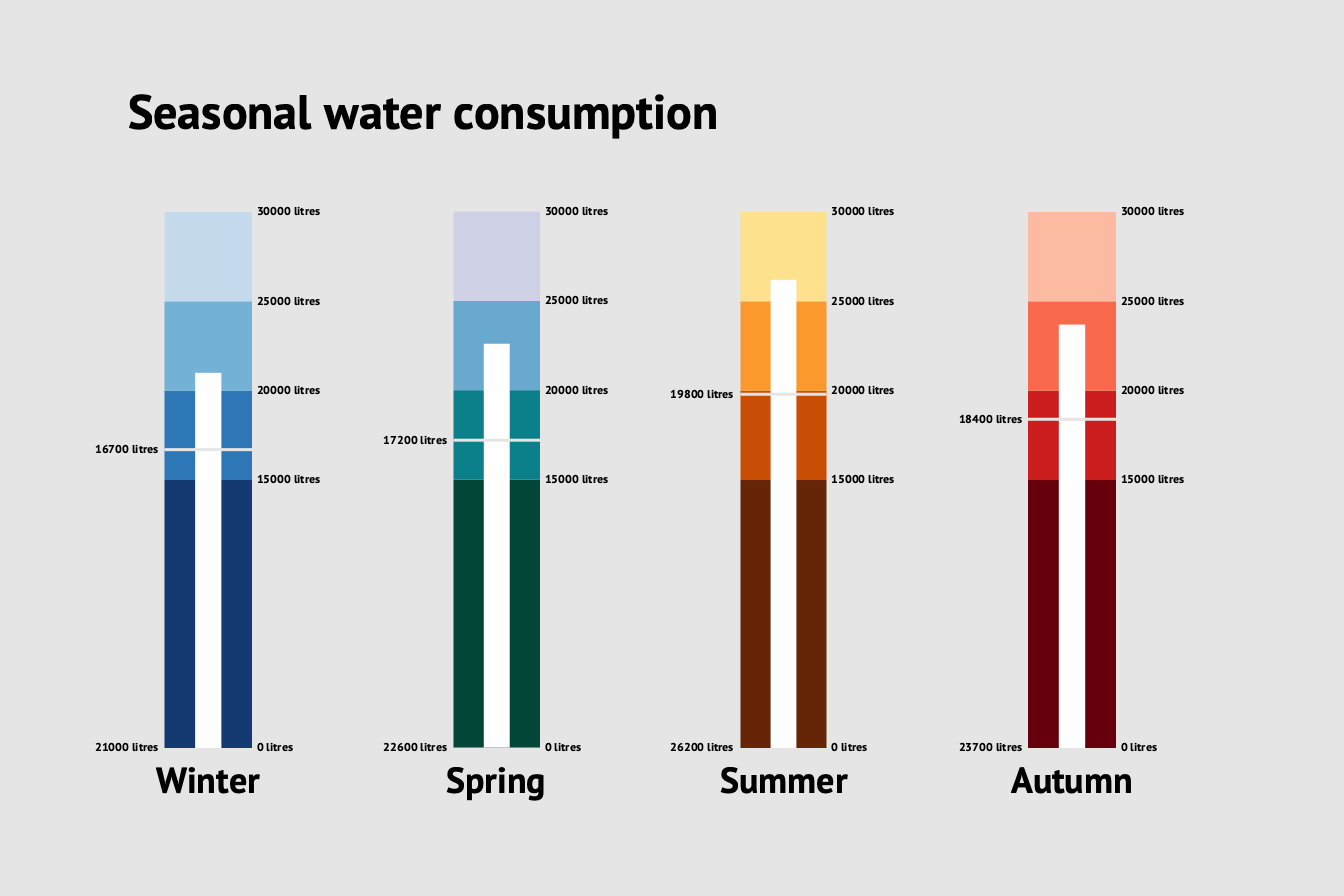 Seasonal water consumption
30000 litres
25000 litres
20000 litres
16700 litres
15000 litres
21000 litres
0 litres
Winter
30000 litres
25000 litres
20000 litres
17200 litres
15000 litres
22600 litres
0 litres
Spring
30000 litres
25000 litres
20000 litres
19800 litres
15000 litres
26200 litres
0 litres
Summer
30000 litres
25000 litres
20000 litres
18400 litres
15000 litres
23700 litres
0 litres
Autumn